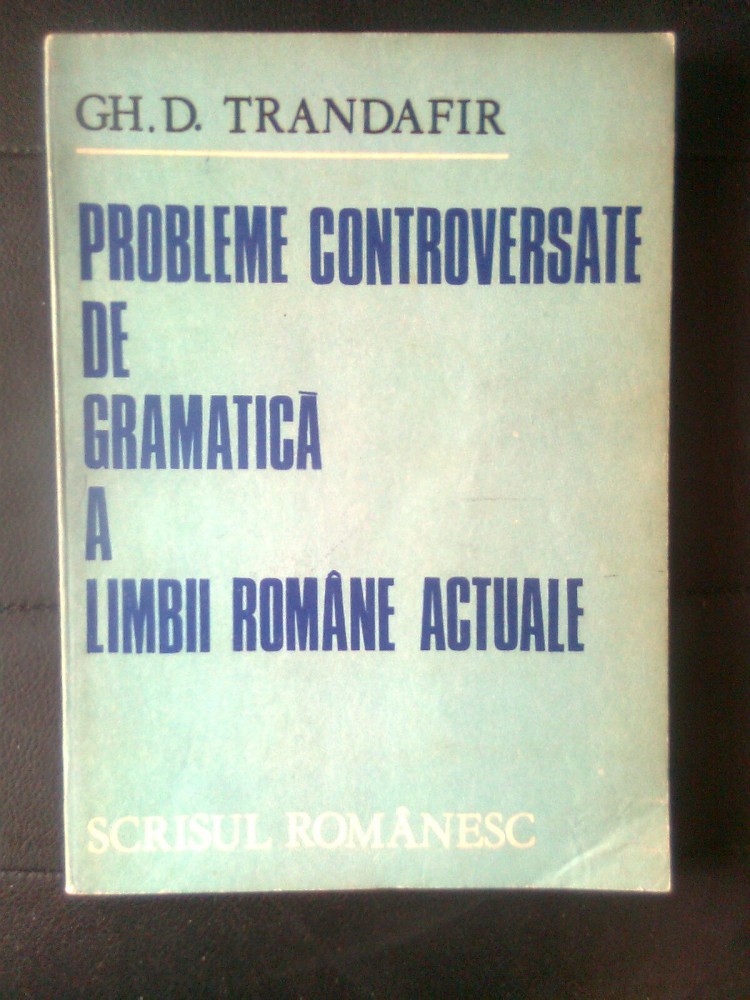 GH. D. TRANDAFIR
PROBLEME CONTROVERSATE
DE
GRAMATICĂ
A
LIMBII ROMÂNE ACTUALE
SCRISUL ROMÂNESC